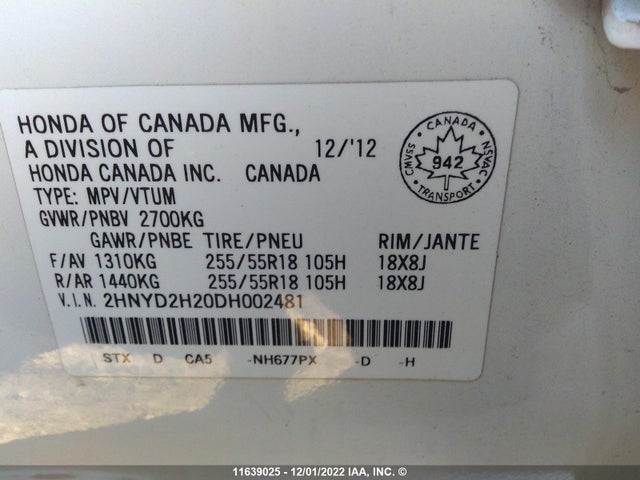 HONDA OF CANADA MFG.,
A DIVISION OF 12/'12
HONDA CANADA INC. CANADA
TYPE: MPV/VTUM
GVWR/PNBV 2700KG
GAWR/PNBE TIRE/PNEU RIM/JANTE
F/AV 1310KG 255/55R18 105H 18X8J
R/AR 1440KG 255/55R18 105H 18X8J
V.I.N. 2HNYD2H20DH002481
STX D CA5 -NH677PX -D -H
CANADA
CMVSS 942 NSVAC
TRANSPORT
11639025 - 12/01/2022 IAA, INC. ©